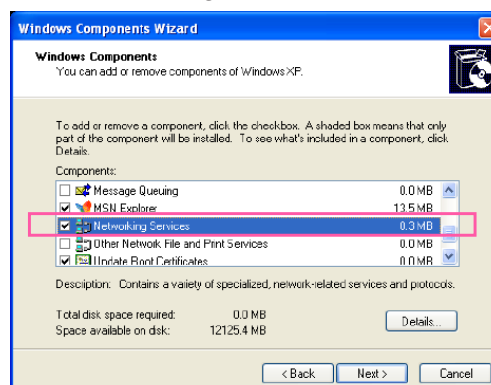 Windows Components Wizard
Windows Components
You can add or remove components of Windows XP.
To add or remove a component, click the checkbox. A shaded box means that only
part of the component will be installed. To see what's included in a component, click
Details.
Components:
Message Queuing 0.0 MB
MSN Explorer 13.5 MB
Networking Services 0.3 MB
Other Network File and Print Services 0.0 MB
Update Root Certificates 0.0 MB
Description: Contains a variety of specialized, network-related services and protocols.
Total disk space required: 0.0 MB
Space available on disk: 12125.4 MB
Details...
< Back Next > Cancel